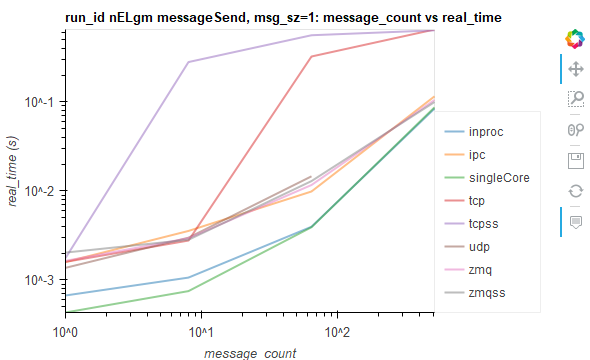 run_id nELgm messageSend, msg_sz=1: message_count vs real_time
real_time (s)
10^-1
10^-2
10^-3
10^0
10^1
10^2
message_count
inproc
ipc
singleCore
tcp
tcpss
udp
zmq
zmqss